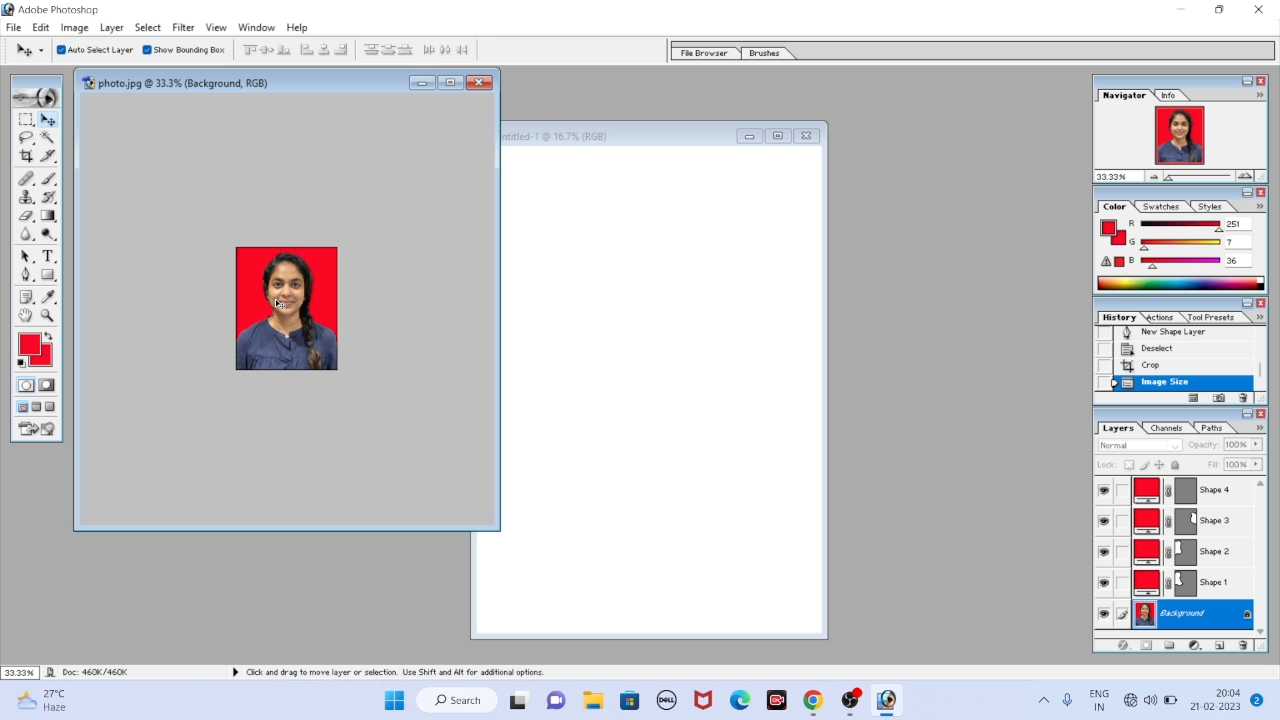 Adobe Photoshop
File Edit Image Layer Select Filter View Window Help
Auto Select Layer Show Bounding Box File Browser Brushes
photo.jpg @ 33.3% (Background, RGB)
ntitled-1 @ 16.7% (RGB)
Navigator Info
33.33%
Color Swatches Styles
R 251
G 7
B 36
History Actions Tool Presets
New Shape Layer
Deselect
Crop
Image Size
Layers Channels Paths
Normal Opacity: 100%
Lock: Fill: 100%
Shape 4
Shape 3
Shape 2
Shape 1
Background
33.33% Doc: 460K/460K Click and drag to move layer or selection. Use Shift and Alt for additional options.
27°C
Haze
Search
DELL
ENG
IN
20:04
21-02-2023
2